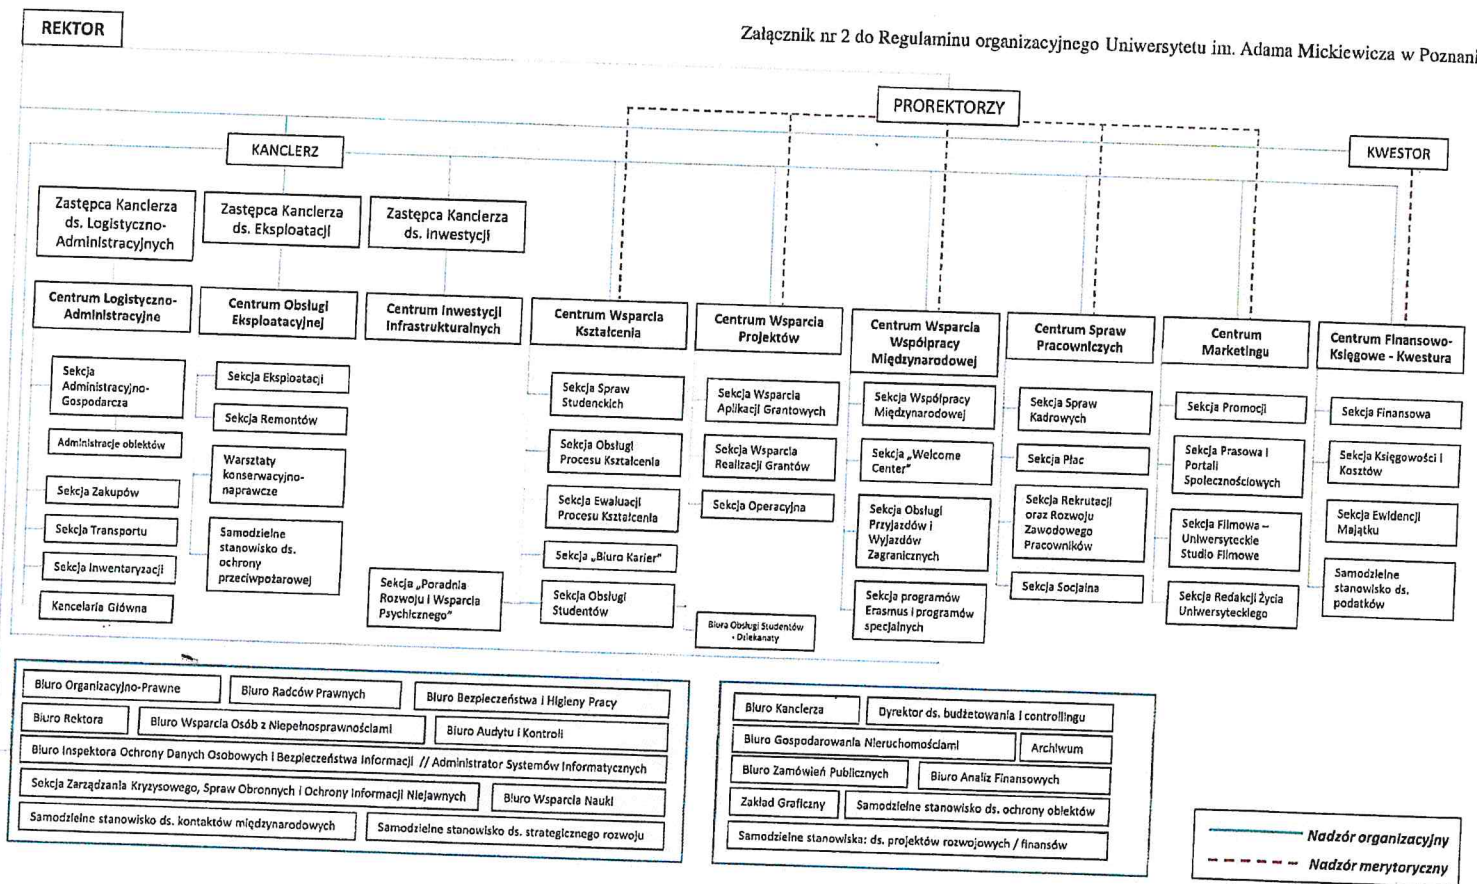 REKTOR
Załącznik nr 2 do Regulaminu organizacyjnego Uniwersytetu im. Adama Mickiewicza w Poznani
PROREKTORZY
KANCLERZ
KWESTOR
Zastępca Kanclerza
ds. Logistyczno-
Administracyjnych
Zastępca Kanclerza
ds. Eksploatacji
Zastępca Kanclerza
ds. Inwestycji
Centrum Logistyczno-
Administracyjne
Centrum Obsługi
Eksploatacyjnej
Centrum Inwestycji
Infrastrukturalnych
Centrum Wsparcia
Kształcenia
Centrum Wsparcia
Projektów
Centrum Wsparcia
Współpracy
Międzynarodowej
Centrum Spraw
Pracowniczych
Centrum
Marketingu
Centrum Finansowo-
Księgowe - Kwestura
Sekcja
Administracyjno-
Gospodarcza
Administracje obiektów
Sekcja Zakupów
Sekcja Transportu
Sekcja Inwentaryzacji
Kancelaria Główna
Sekcja Eksploatacji
Sekcja Remontów
Warsztaty
konserwacyjno-
naprawcze
Samodzielne
stanowisko ds.
ochrony
przeciwpożarowej
Sekcja „Poradnia
Rozwoju i Wsparcia
Psychicznego”
Sekcja Spraw
Studenckich
Sekcja Obsługi
Procesu Kształcenia
Sekcja Ewaluacji
Procesu Kształcenia
Sekcja „Biuro Karier”
Sekcja Obsługi
Studentów
Biura Obsługi Studentów
- Dziekanaty
Sekcja Wsparcia
Aplikacji Grantowych
Sekcja Wsparcia
Realizacji Grantów
Sekcja Operacyjna
Sekcja Współpracy
Międzynarodowej
Sekcja „Welcome
Center”
Sekcja Obsługi
Przyjazdów i
Wyjazdów
Zagranicznych
Sekcja programów
Erasmus i programów
specjalnych
Sekcja Spraw
Kadrowych
Sekcja Płac
Sekcja Rekrutacji
oraz Rozwoju
Zawodowego
Pracowników
Sekcja Socjalna
Sekcja Promocji
Sekcja Prasowa i
Portali
Społecznościowych
Sekcja Filmowa –
Uniwersyteckie
Studio Filmowe
Sekcja Redakcji Życia
Uniwersyteckiego
Sekcja Finansowa
Sekcja Księgowości i
Kosztów
Sekcja Ewidencji
Majątku
Samodzielne
stanowisko ds.
podatków
Biuro Organizacyjno-Prawne
Biuro Radców Prawnych
Biuro Bezpieczeństwa i Higieny Pracy
Biuro Rektora
Biuro Wsparcia Osób z Niepełnosprawnościami
Biuro Audytu i Kontroli
Biuro Inspektora Ochrony Danych Osobowych i Bezpieczeństwa Informacji // Administrator Systemów Informatycznych
Sekcja Zarządzania Kryzysowego, Spraw Obronnych i Ochrony Informacji Niejawnych
Biuro Wsparcia Nauki
Samodzielne stanowisko ds. kontaktów międzynarodowych
Samodzielne stanowisko ds. strategicznego rozwoju
Biuro Kanclerza
Dyrektor ds. budżetowania i controllingu
Biuro Gospodarowania Nieruchomościami
Archiwum
Biuro Zamówień Publicznych
Biuro Analiz Finansowych
Zakład Graficzny
Samodzielne stanowisko ds. ochrony obiektów
Samodzielne stanowiska: ds. projektów rozwojowych / finansów
Nadzór organizacyjny
Nadzór merytoryczny